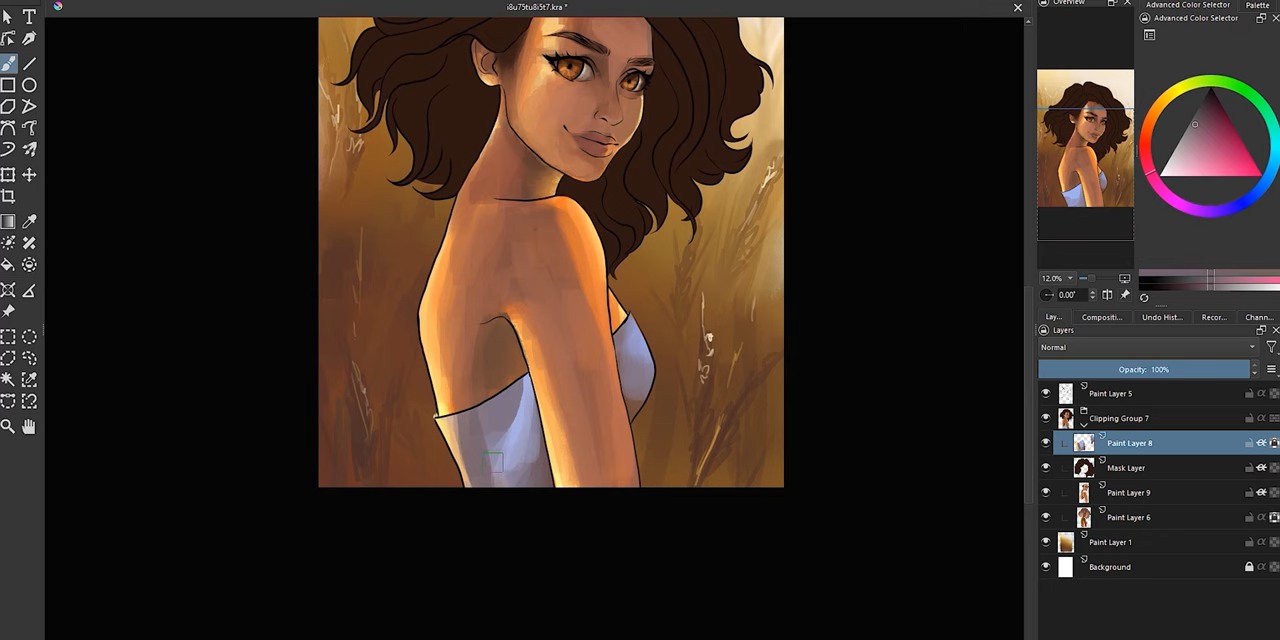 i8u75tu8i5t7.kra *
Overview
Advanced Color Selector
Palette
Advanced Color Selector
12.0%
0.00°
Lay...
Compositi...
Undo Hist...
Recor...
Chann...
Layers
Normal
Opacity: 100%
Paint Layer 5
Clipping Group 7
Paint Layer 8
Mask Layer
Paint Layer 9
Paint Layer 6
Paint Layer 1
Background